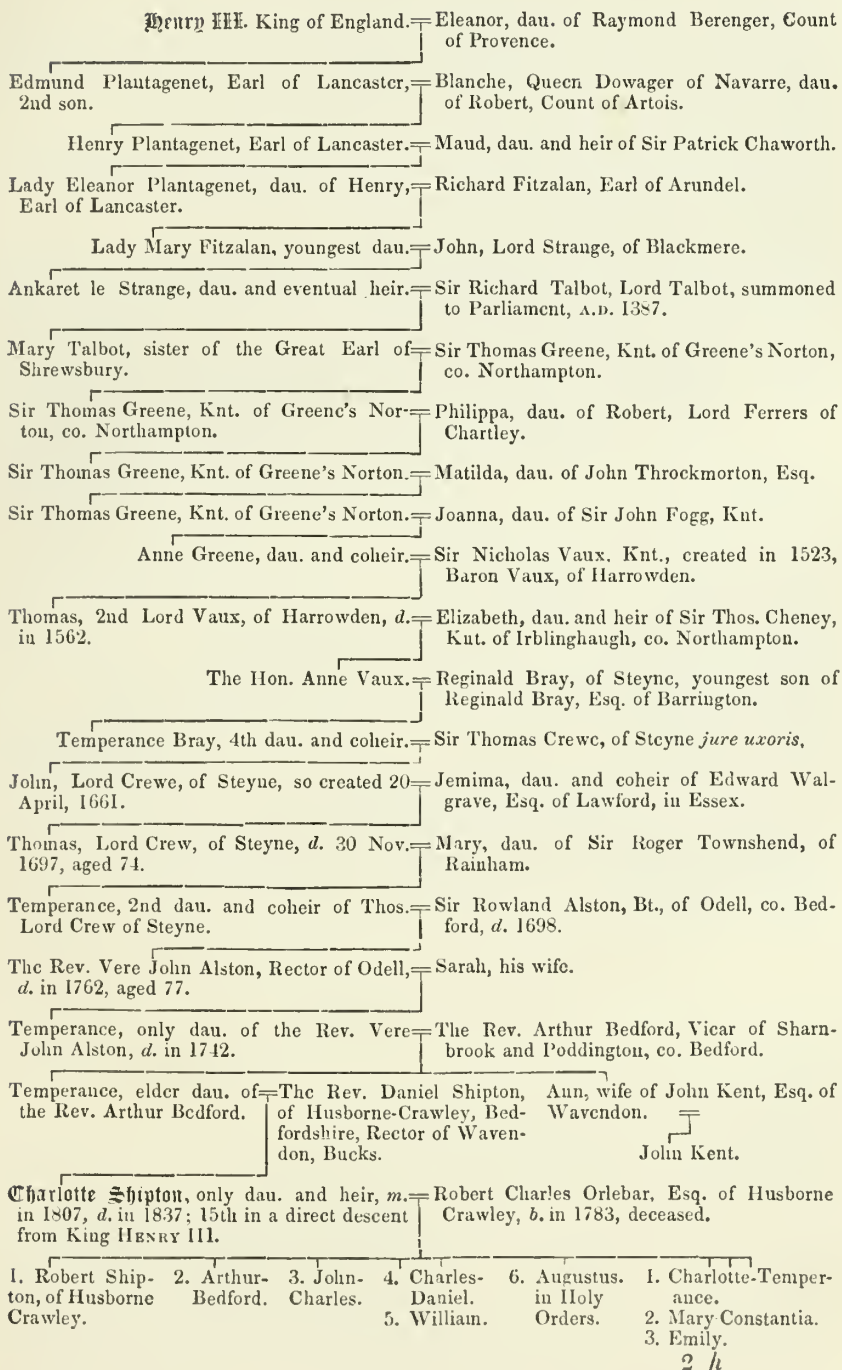 Henry III. King of England. Eleanor, dau. of Raymond Berenger, Count
of Provence.
Edmund Plantagenet, Earl of Lancaster, Blanche, Queen Dowager of Navarre, dau.
2nd son. of Robert, Count of Artois.
Henry Plantagenet, Earl of Lancaster. Maud, dau. and heir of Sir Patrick Chaworth.
Lady Eleanor Plantagenet, dau. of Henry, Richard Fitzalan, Earl of Arundel.
Earl of Lancaster.
Lady Mary Fitzalan, youngest dau. John, Lord Strange, of Blackmere.
Ankaret le Strange, dau. and eventual heir. Sir Richard Talbot, Lord Talbot, summoned
to Parliament, A.D. 1387.
Mary Talbot, sister of the Great Earl of Sir Thomas Greene, Knt. of Greene's Norton,
Shrewsbury. co. Northampton.
Sir Thomas Greene, Knt. of Greene's Nor- Philippa, dau. of Robert, Lord Ferrers of
ton, co. Northampton. Chartley.
Sir Thomas Greene, Knt. of Greene's Norton. Matilda, dau. of John Throckmorton, Esq.
Sir Thomas Greene, Knt. of Greene's Norton. Joanna, dau. of Sir John Fogg, Knt.
Anne Greene, dau. and coheir. Sir Nicholas Vaux, Knt., created in 1523,
Baron Vaux, of Harrowden.
Thomas, 2nd Lord Vaux, of Harrowden, d. Elizabeth, dau. and heir of Sir Thos. Cheney,
in 1562. Knt. of Irblinghaugh, co. Northampton.
The Hon. Anne Vaux. Reginald Bray, of Steyne, youngest son of
Reginald Bray, Esq. of Barrington.
Temperance Bray, 4th dau. and coheir. Sir Thomas Crewe, of Steyne jure uxoris,
John, Lord Crewe, of Steyne, so created 20 Jemima, dau. and coheir of Edward Wal-
April, 1661. grave, Esq. of Lawford, in Essex.
Thomas, Lord Crew, of Steyne, d. 30 Nov. Mary, dau. of Sir Roger Townshend, of
1697, aged 74. Rainham.
Temperance, 2nd dau. and coheir of Thos. Sir Rowland Alston, Bt., of Odell, co. Bed-
Lord Crew of Steyne. ford, d. 1698.
The Rev. Vere John Alston, Rector of Odell, Sarah, his wife.
d. in 1762, aged 77.
Temperance, only dau. of the Rev. Vere The Rev. Arthur Bedford, Vicar of Sharn-
John Alston, d. in 1742. brook and Poddington, co. Bedford.
Temperance, elder dau. of The Rev. Daniel Shipton, Ann, wife of John Kent, Esq. of
the Rev. Arthur Bedford. of Husborne-Crawley, Bed- Wavendon.
fordshire, Rector of Waven-
don, Bucks. John Kent.
Charlotte Shipton, only dau. and heir, m. Robert Charles Orlebar, Esq. of Husborne
in 1807, d. in 1837; 15th in a direct descent Crawley, b. in 1783, deceased.
from King HENRY III.
1. Robert Ship- 2. Arthur- 3. John- 4. Charles- 6. Augustus. 1. Charlotte-Temper-
ton, of Husborne Bedford. Charles. Daniel. in Holy ance.
Crawley. 5. William. Orders. 2. Mary Constantia.
3. Emily.
2 h